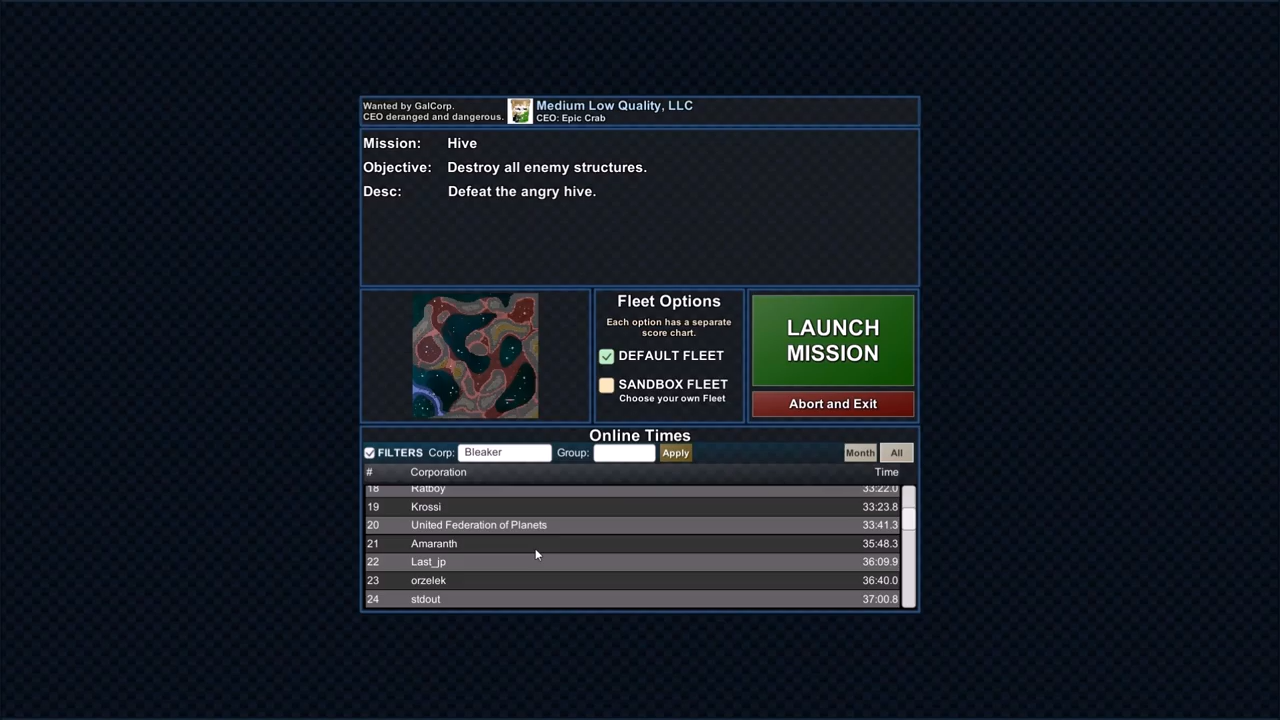 Wanted by GalCorp.
CEO deranged and dangerous.
Medium Low Quality, LLC
CEO: Epic Crab
Mission: Hive
Objective: Destroy all enemy structures.
Desc: Defeat the angry hive.
Fleet Options
Each option has a separate
score chart.
DEFAULT FLEET
SANDBOX FLEET
Choose your own Fleet
LAUNCH
MISSION
Abort and Exit
Online Times
FILTERS Corp: Bleaker Group: Apply Month All
# Corporation Time
18 Ratboy 33:22.0
19 Krossi 33:23.8
20 United Federation of Planets 33:41.3
21 Amaranth 35:48.3
22 Last_jp 36:09.9
23 orzelek 36:40.0
24 stdout 37:00.8